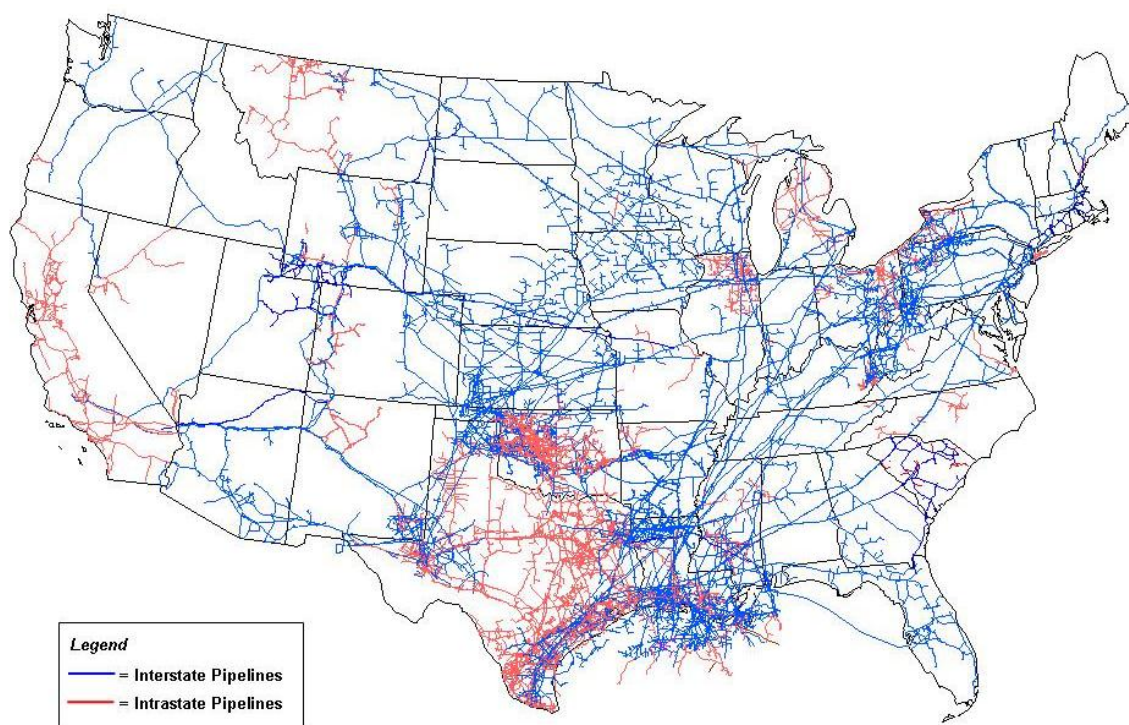 Legend
= Interstate Pipelines
= Intrastate Pipelines